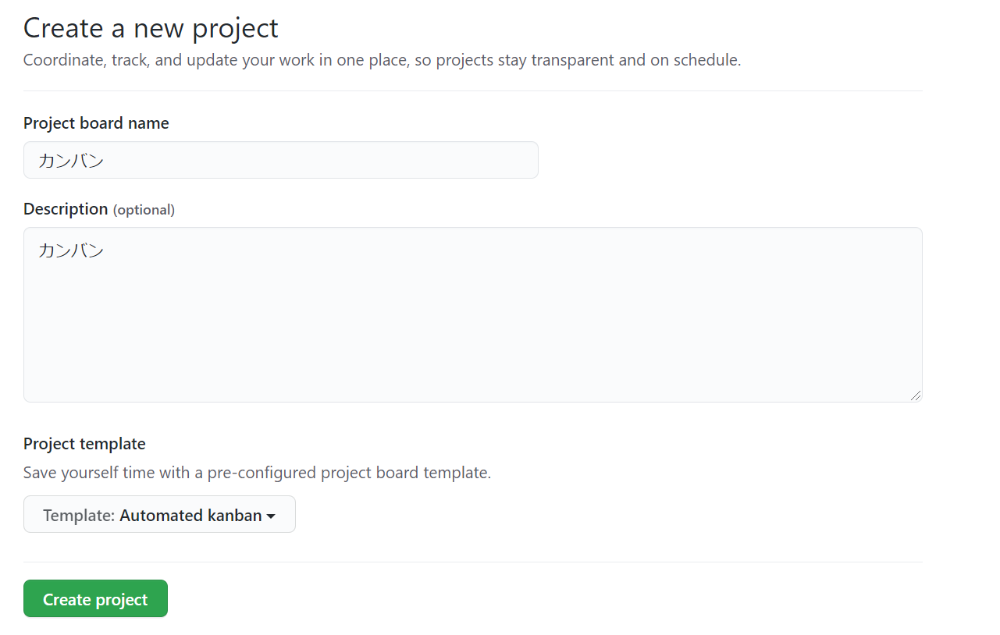 Create a new project
Coordinate, track, and update your work in one place, so projects stay transparent and on schedule.
Project board name
カンバン
Description (optional)
カンバン
Project template
Save yourself time with a pre-configured project board template.
Template: Automated kanban
Create project